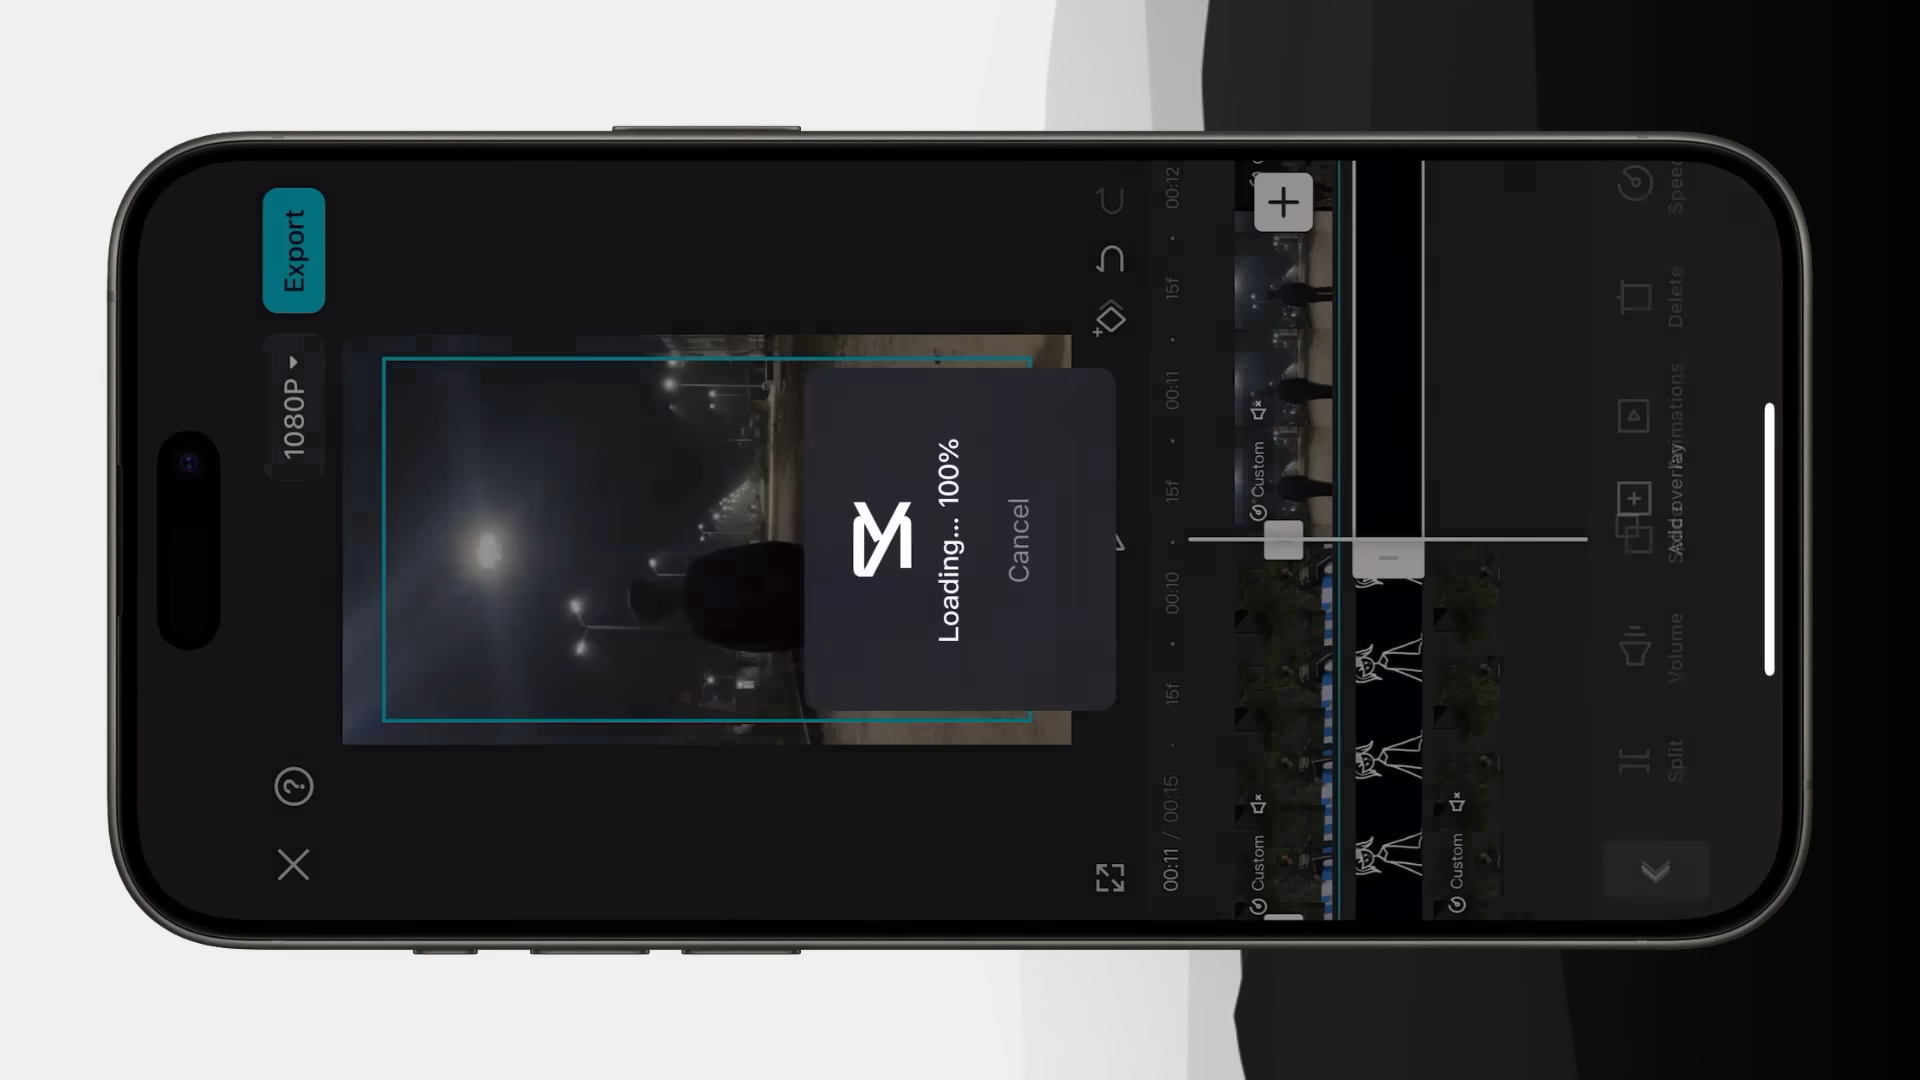 ?
1080P
Export
Loading... 100%
Cancel
00:11 / 00:15
15f
00:10
15f
00:11
15f
00:12
Custom
Custom
Custom
Split
Volume
Add overlay
Animations
Delete
Speed